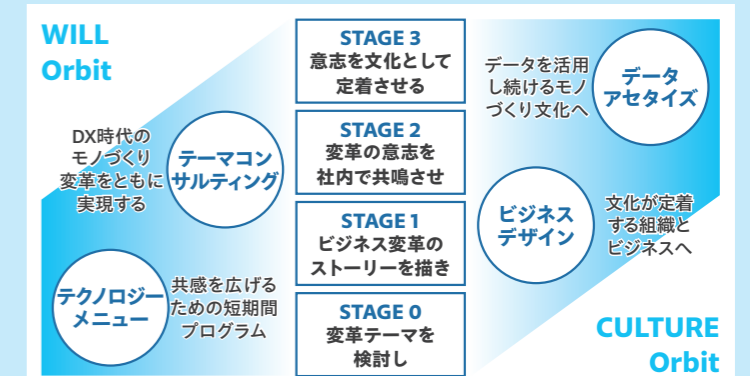 WILL
Orbit
DX時代の
モノづくり
変革をともに
実現する
テーマコン
サルティング
テクノロジー
メニュー
共感を広げる
ための短期間
プログラム
STAGE 3
意志を文化として
定着させる
STAGE 2
変革の意志を
社内で共鳴させ
STAGE 1
ビジネス変革の
ストーリーを描き
STAGE 0
変革テーマを
検討し
データを活用
し続けるモノ
づくり文化へ
データ
アセタイズ
ビジネス
デザイン
文化が定着
する組織と
ビジネスへ
CULTURE
Orbit